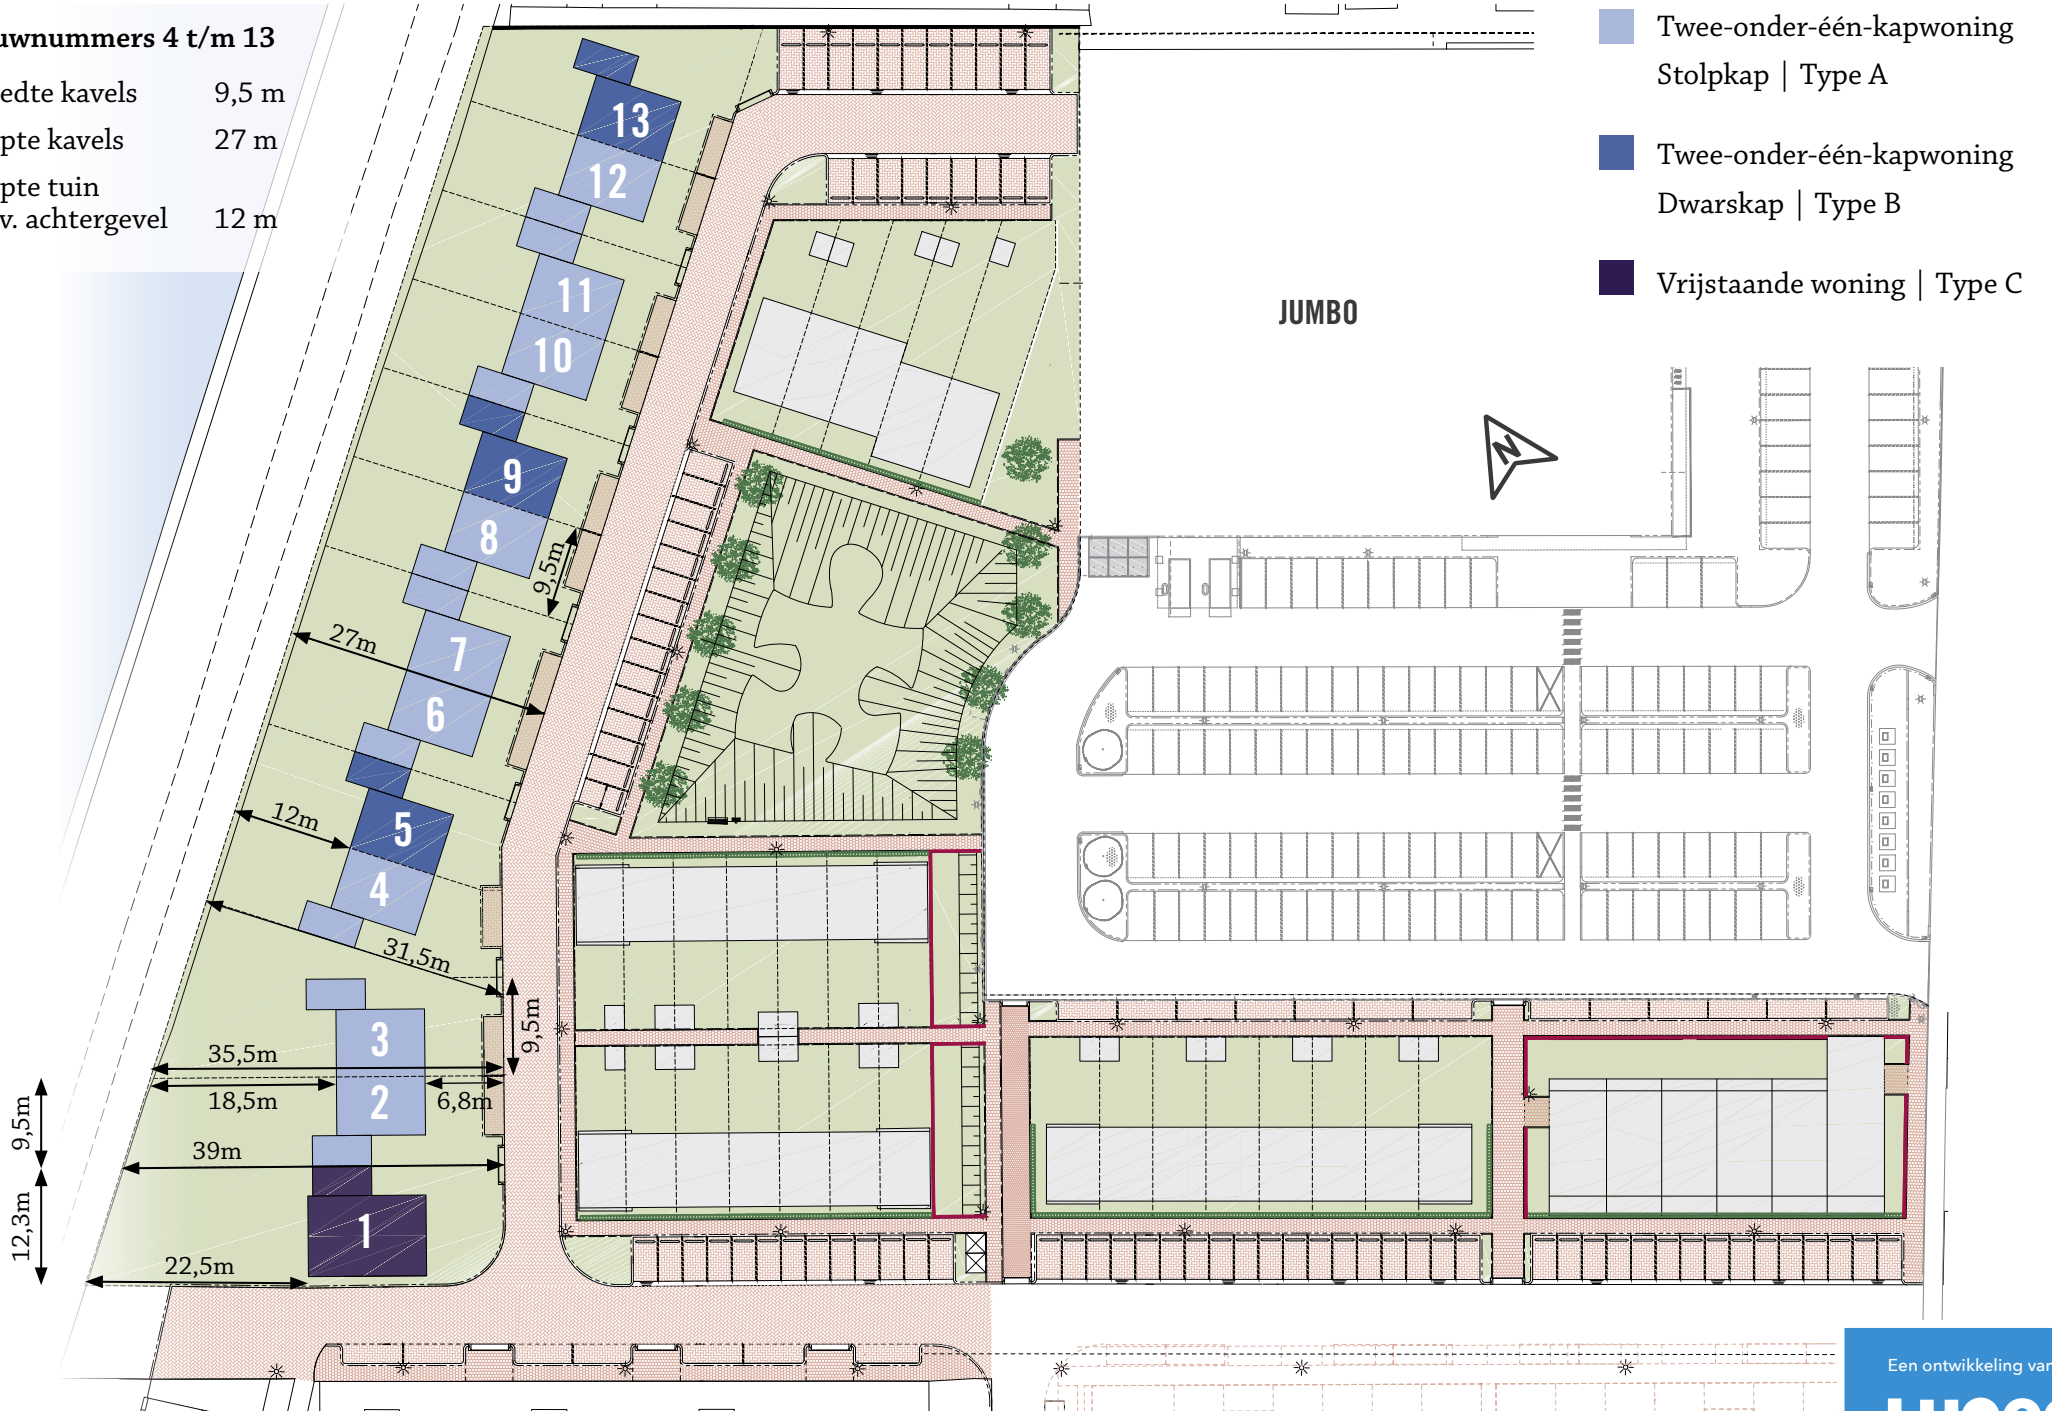 uwnummers 4 t/m 13
edte kavels 9,5 m
pte kavels 27 m
pte tuin
v. achtergevel 12 m
Twee-onder-één-kapwoning
Stolpkap | Type A
Twee-onder-één-kapwoning
Dwarskap | Type B
Vrijstaande woning | Type C
JUMBO
N
13
12
11
10
9
8
9,5m
7
27m
6
5
12m
4
31,5m
9,5m
3
35,5m
2
18,5m
6,8m
9,5m
39m
12,3m
1
22,5m
Een ontwikkeling van